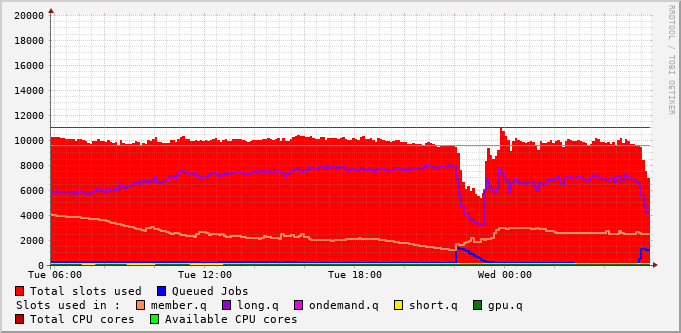 20000
18000
16000
14000
12000
10000
8000
6000
4000
2000
0
Tue 06:00 Tue 12:00 Tue 18:00 Wed 00:00
RRDTOOL / TOBI OETIKER
Total slots used Queued Jobs
Slots used in : member.q long.q ondemand.q short.q gpu.q
Total CPU cores Available CPU cores